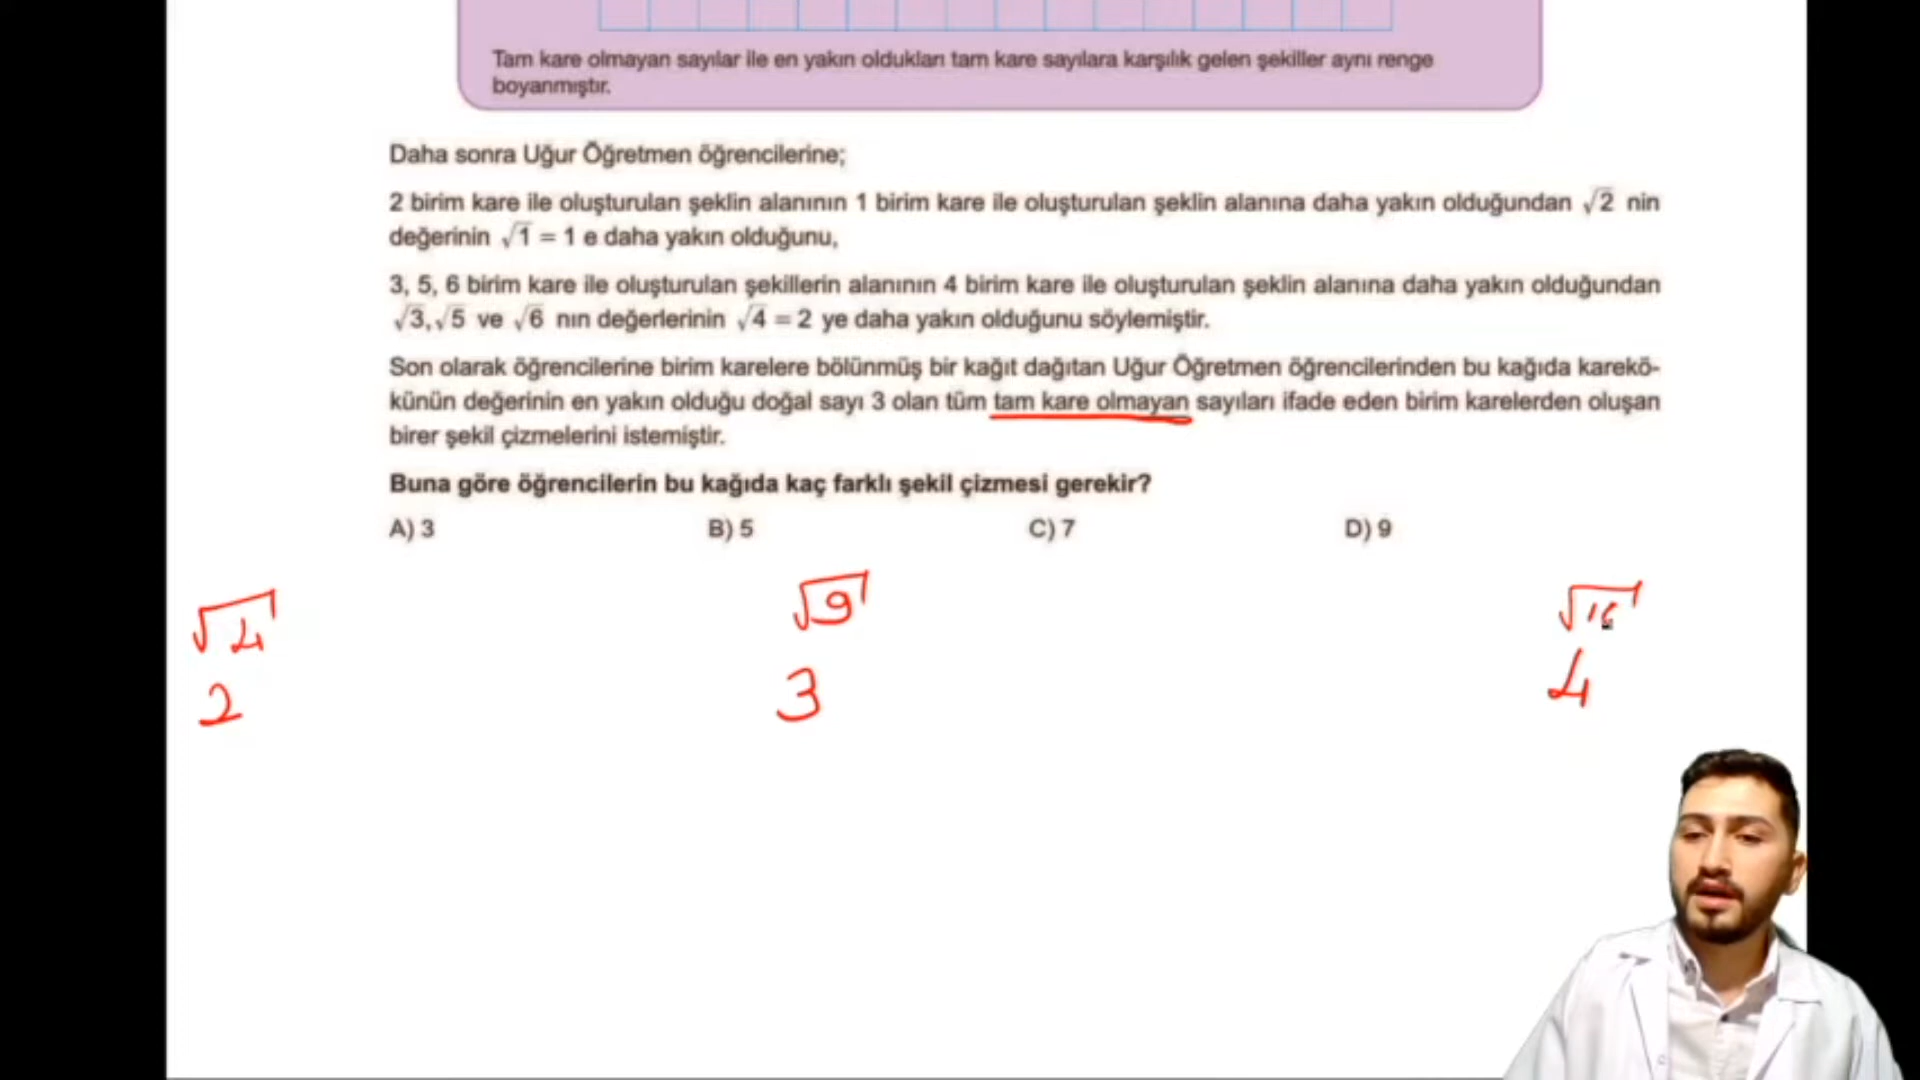 Tam kare olmayan sayılar ile en yakın oldukları tam kare sayılara karşılık gelen şekiller aynı renge
boyanmıştır.
Daha sonra Uğur Öğretmen öğrencilerine;
2 birim kare ile oluşturulan şeklin alanının 1 birim kare ile oluşturulan şeklin alanına daha yakın olduğundan √2 nin
değerinin √1 = 1 e daha yakın olduğunu,
3, 5, 6 birim kare ile oluşturulan şekillerin alanının 4 birim kare ile oluşturulan şeklin alanına daha yakın olduğundan
√3,√5 ve √6 nın değerlerinin √4 = 2 ye daha yakın olduğunu söylemiştir.
Son olarak öğrencilerine birim karelere bölünmüş bir kağıt dağıtan Uğur Öğretmen öğrencilerinden bu kağıda karekö-
künün değerinin en yakın olduğu doğal sayı 3 olan tüm tam kare olmayan sayıları ifade eden birim karelerden oluşan
birer şekil çizmelerini istemiştir.
Buna göre öğrencilerin bu kağıda kaç farklı şekil çizmesi gerekir?
A) 3 B) 5 C) 7 D) 9
√4 √9 √16
2 3 4